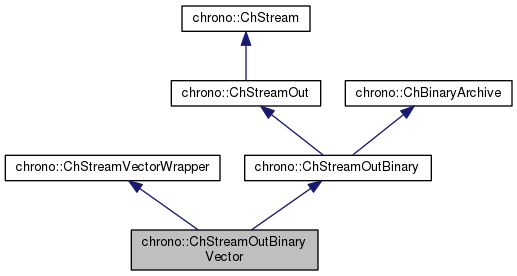 chrono::ChStream
chrono::ChStreamOut
chrono::ChBinaryArchive
chrono::ChStreamVectorWrapper
chrono::ChStreamOutBinary
chrono::ChStreamOutBinary
Vector